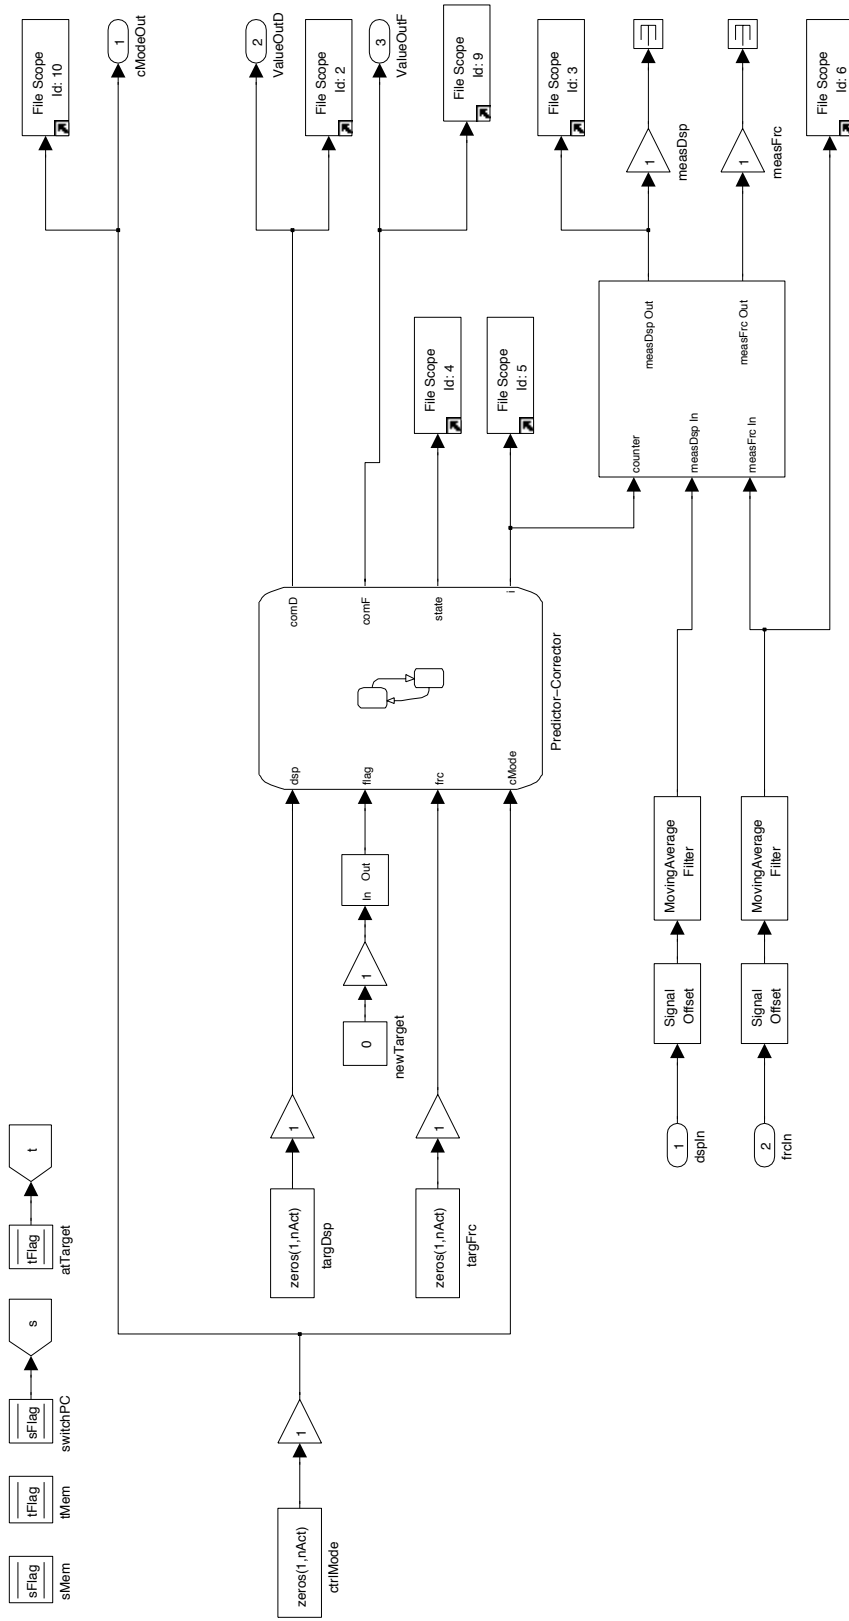 sFlag
sMem
tFlag
tMem
sFlag
switchPC
s
tFlag
atTarget
t
zeros(1,nAct)
ctrlMode
1
zeros(1,nAct)
targDsp
1
0
newTarget
1
In Out
zeros(1,nAct)
targFrc
1
dsp
flag
frc
cMode
comD
comF
state
i
Predictor−Corrector
File Scope
Id: 10
1
cModeOut
2
ValueOutD
File Scope
Id: 2
3
ValueOutF
File Scope
Id: 9
File Scope
Id: 4
File Scope
Id: 5
1
dspIn
Signal
Offset
MovingAverage
Filter
2
frcIn
Signal
Offset
MovingAverage
Filter
counter
measDsp In
measFrc In
measDsp Out
measFrc Out
File Scope
Id: 3
1
measDsp
1
measFrc
File Scope
Id: 6